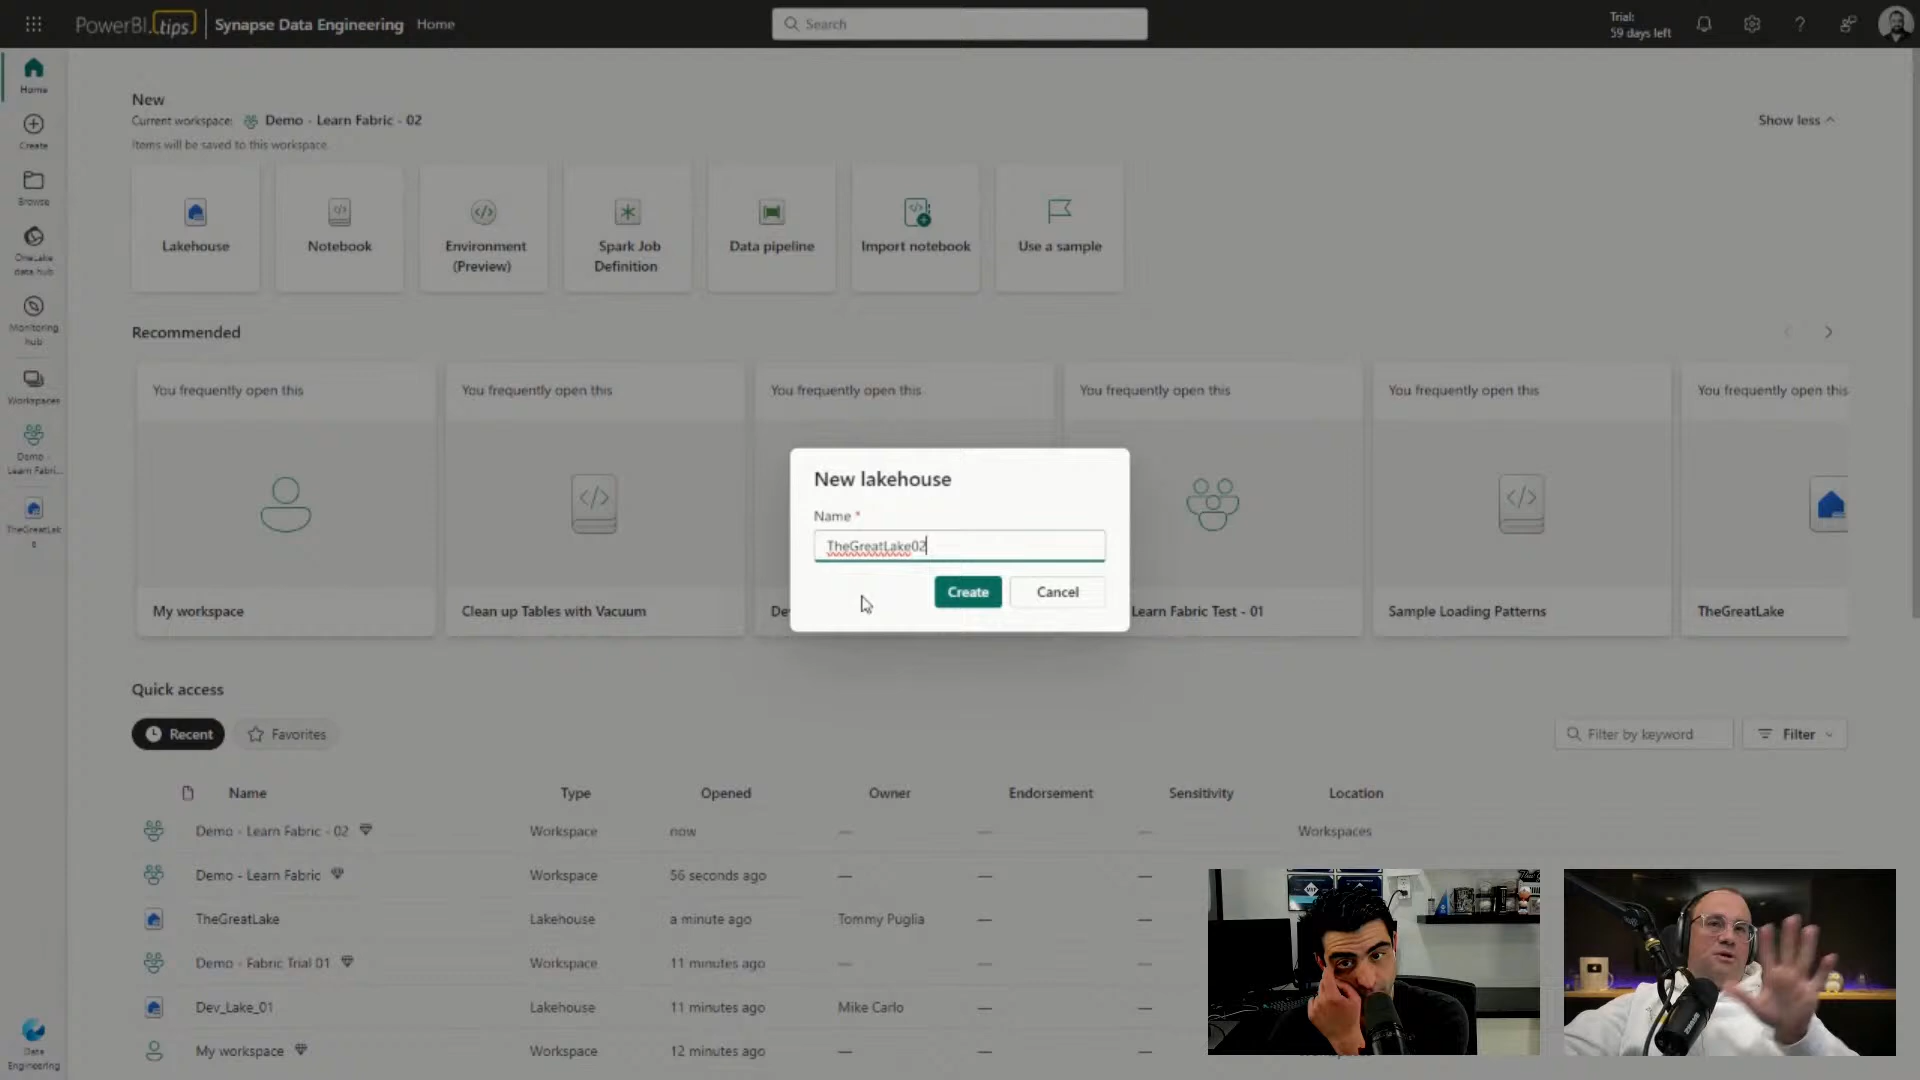 PowerBI.tips
Synapse Data Engineering
Home
Search
Trial:
59 days left
Home
Create
Browse
OneLake
data hub
Monitoring
hub
Workspaces
Demo -
Learn Fabri...
TheGreatLak
e
Data
Engineering
New
Current workspace:
Demo - Learn Fabric - 02
Items will be saved to this workspace.
Show less
Lakehouse
Notebook
Environment
(Preview)
Spark Job
Definition
Data pipeline
Import notebook
Use a sample
Recommended
You frequently open this
You frequently open this
You frequently open this
You frequently open this
You frequently open this
You frequently open this
My workspace
Clean up Tables with Vacuum
De
Learn Fabric Test - 01
Sample Loading Patterns
TheGreatLake
New lakehouse
Name *
TheGreatLake02
Create
Cancel
Quick access
Recent
Favorites
Filter by keyword
Filter
Name Type Opened Owner Endorsement Sensitivity Location
Demo - Learn Fabric - 02 Workspace now — — — Workspaces
Demo - Learn Fabric Workspace 56 seconds ago — — —
TheGreatLake Lakehouse a minute ago Tommy Puglia — —
Demo - Fabric Trial 01 Workspace 11 minutes ago — — —
Dev_Lake_01 Lakehouse 11 minutes ago Mike Carlo — —
My workspace Workspace 12 minutes ago — — —